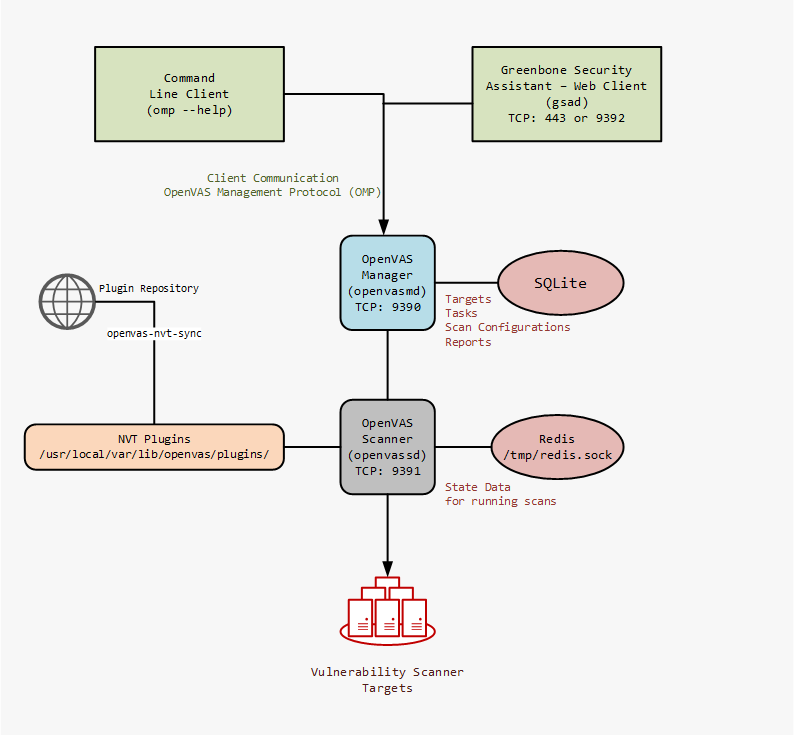 Command
Line Client
(omp --help)
Greenbone Security
Assistant – Web Client
(gsad)
TCP: 443 or 9392
Client Communication
OpenVAS Management Protocol (OMP)
OpenVAS
Manager
(openvasmd)
TCP: 9390
SQLite
Targets
Tasks
Scan Configurations
Reports
Plugin Repository
openvas-nvt-sync
NVT Plugins
/usr/local/var/lib/openvas/plugins/
OpenVAS
Scanner
(openvassd)
TCP: 9391
Redis
/tmp/redis.sock
State Data
for running scans
Vulnerability Scanner
Targets